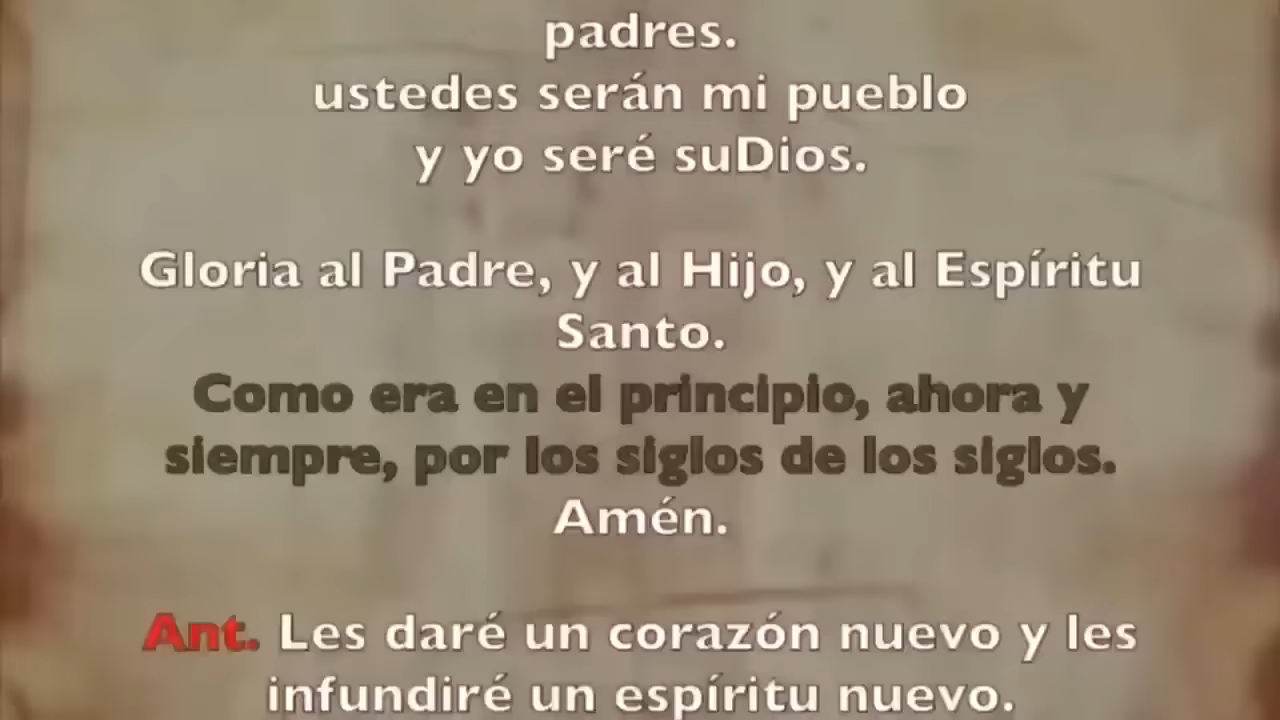 padres.
ustedes serán mi pueblo
y yo seré suDios.
Gloria al Padre, y al Hijo, y al Espíritu
Santo.
Como era en el principio, ahora y
siempre, por los siglos de los siglos.
Amén.
Ant. Les daré un corazón nuevo y les
infundiré un espíritu nuevo.